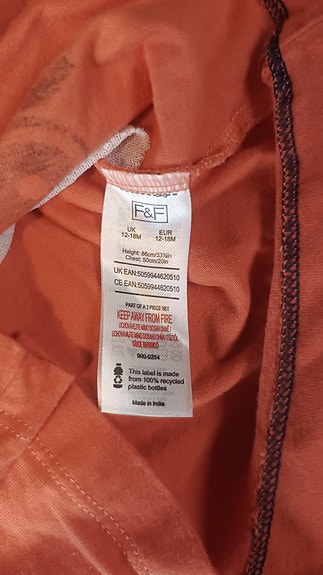 F&F
UK EUR
12-18M 12-18M
Height: 86cm/33¾in
Chest: 50cm/20in
UK EAN:5059944620510
CE EAN:5059944620510
PART OF A 2 PIECE SET
KEEP AWAY FROM FIRE
900-0254
This label is made
from 100% recycled
plastic bottles
Made in India